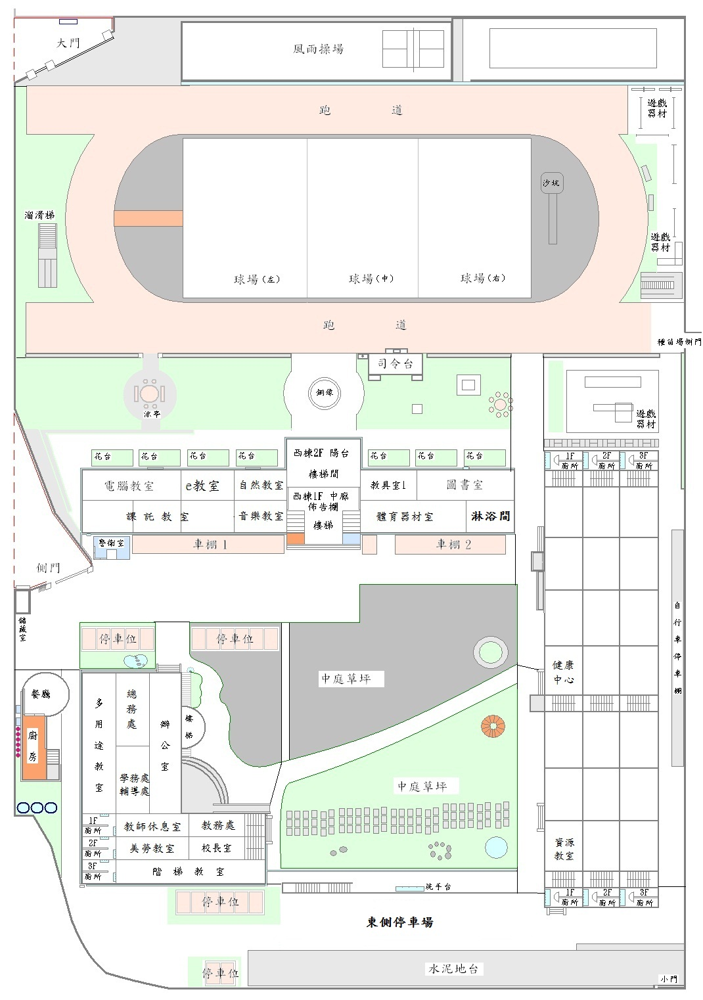 大門
風雨操場
跑 道
遊戲
器材
沙坑
溜滑梯
遊戲
器材
球場(左)
球場(中)
球場(右)
跑 道
種苗場側門
司令台
銅像
涼亭
遊戲
器材
花台
花台
花台
花台
西棟2F 陽台
樓梯間
花台
花台
花台
1F
廁所
2F
廁所
3F
廁所
電腦教室
e教室
自然教室
西棟1F 中廊
佈告欄
樓梯
教具室1
圖書室
課託教室
音樂教室
體育器材室
淋浴間
警衛室
車棚 1
車棚 2
側門
儲藏室
自行車停車棚
停車位
停車位
中庭草坪
健康
中心
餐廳
廚房
多用途教室
總務處
辦公室
樓梯
學務處
輔導處
中庭草坪
1F
廁所
教師休息室
教務處
2F
廁所
美勞教室
校長室
3F
廁所
階梯教室
資源
教室
洗手台
1F
廁所
2F
廁所
3F
廁所
停車位
東側停車場
停車位
水泥地台
小門